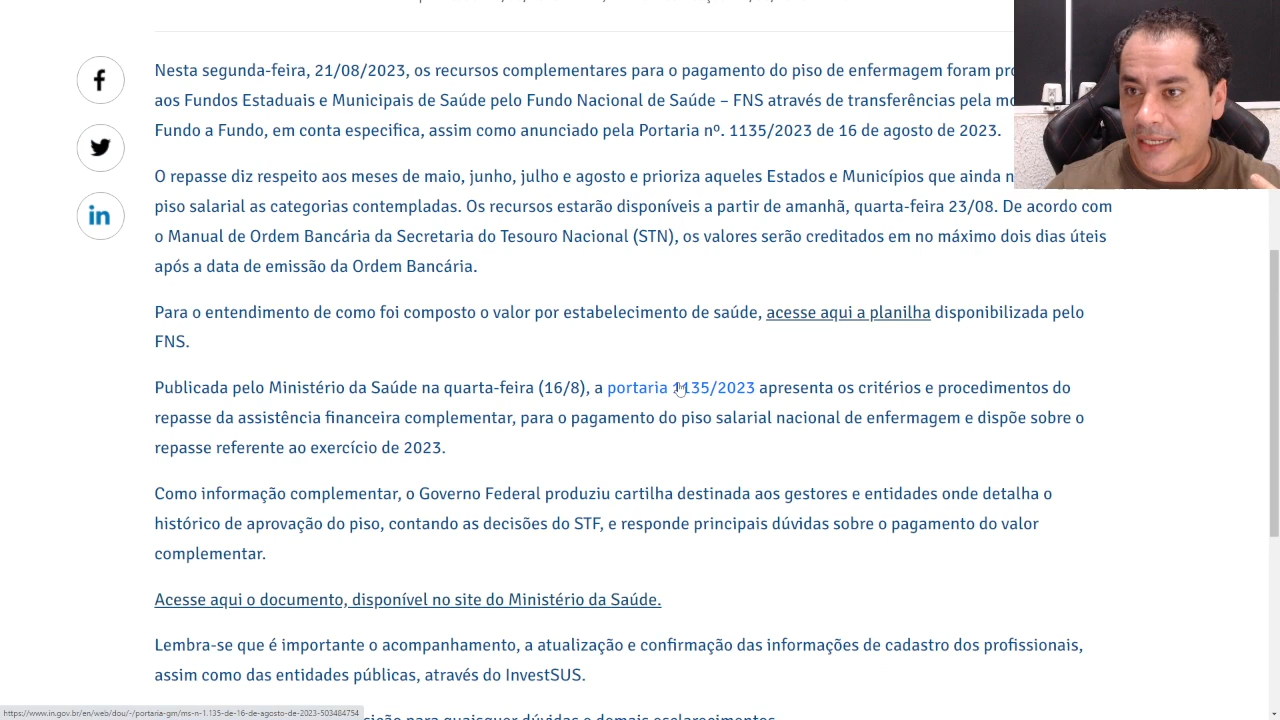 Nesta segunda-feira, 21/08/2023, os recursos complementares para o pagamento do piso de enfermagem foram
aos Fundos Estaduais e Municipais de Saúde pelo Fundo Nacional de Saúde – FNS através de transferências pela
Fundo a Fundo, em conta especifica, assim como anunciado pela Portaria nº. 1135/2023 de 16 de agosto de 2023.
O repasse diz respeito aos meses de maio, junho, julho e agosto e prioriza aqueles Estados e Municípios que ainda
piso salarial as categorias contempladas. Os recursos estarão disponíveis a partir de amanhã, quarta-feira 23/08. De acordo com
o Manual de Ordem Bancária da Secretaria do Tesouro Nacional (STN), os valores serão creditados em no máximo dois dias úteis
após a data de emissão da Ordem Bancária.
Para o entendimento de como foi composto o valor por estabelecimento de saúde, acesse aqui a planilha disponibilizada pelo
FNS.
Publicada pelo Ministério da Saúde na quarta-feira (16/8), a portaria 1135/2023 apresenta os critérios e procedimentos do
repasse da assistência financeira complementar, para o pagamento do piso salarial nacional de enfermagem e dispõe sobre o
repasse referente ao exercício de 2023.
Como informação complementar, o Governo Federal produziu cartilha destinada aos gestores e entidades onde detalha o
histórico de aprovação do piso, contando as decisões do STF, e responde principais dúvidas sobre o pagamento do valor
complementar.
Acesse aqui o documento, disponível no site do Ministério da Saúde.
Lembra-se que é importante o acompanhamento, a atualização e confirmação das informações de cadastro dos profissionais,
assim como das entidades públicas, através do InvestSUS.
https://www.in.gov.br/en/web/dou/-/portaria-gm/ms-n-1.135-de-16-de-agosto-de-2023-503484754
para quaisquer dúvidas e demais esclarecimentos